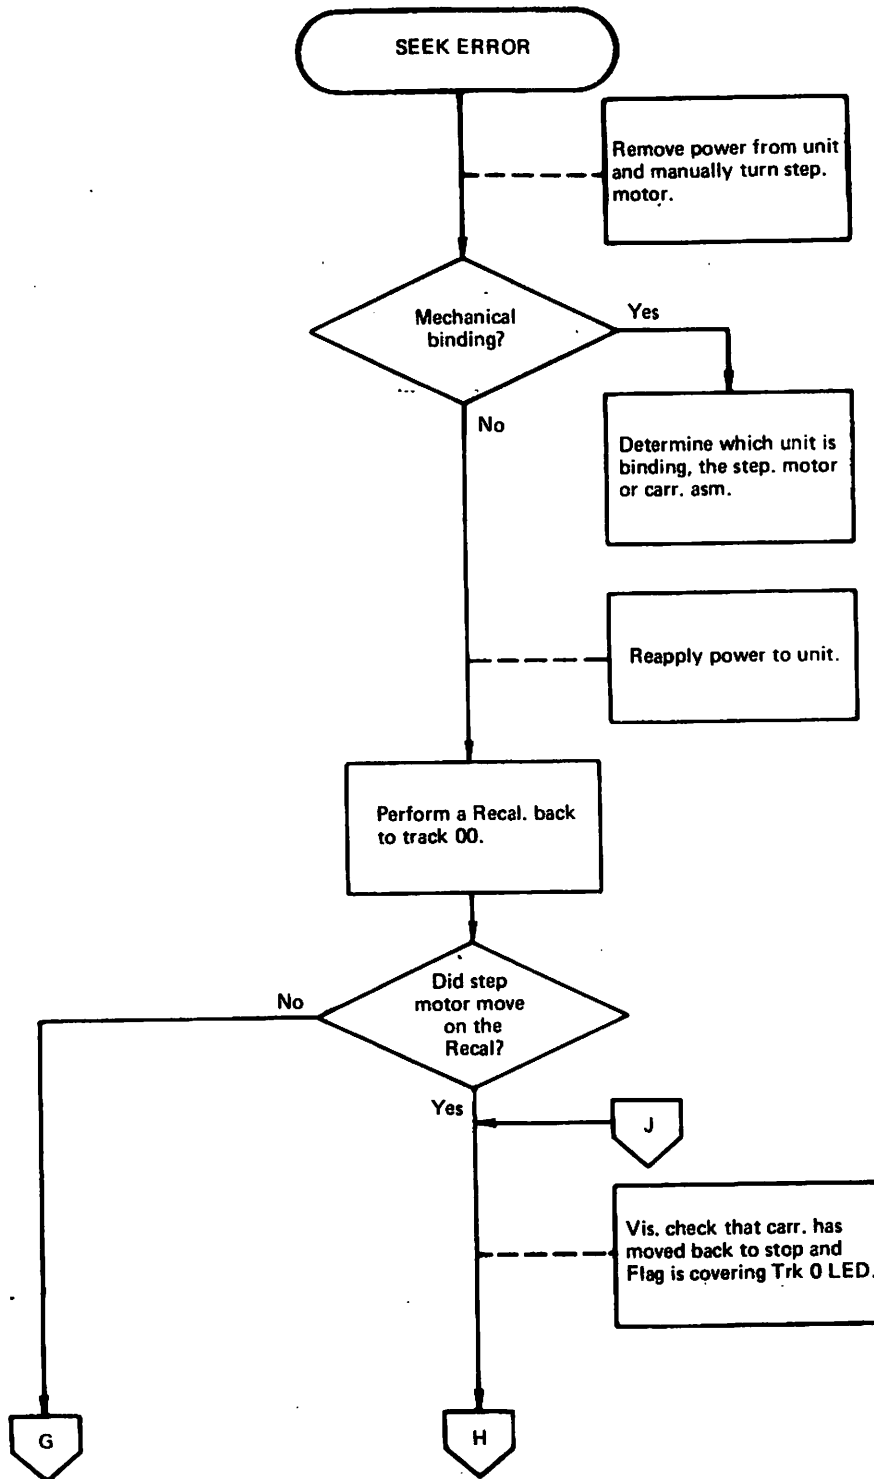 SEEK ERROR
Remove power from unit
and manually turn step.
motor.
Mechanical
binding?
Yes
No
Determine which unit is
binding, the step. motor
or carr. asm.
Reapply power to unit.
Perform a Recal. back
to track 00.
Did step
motor move
on the
Recal?
No
Yes
J
Vis. check that carr. has
moved back to stop and
Flag is covering Trk 0 LED.
G
H